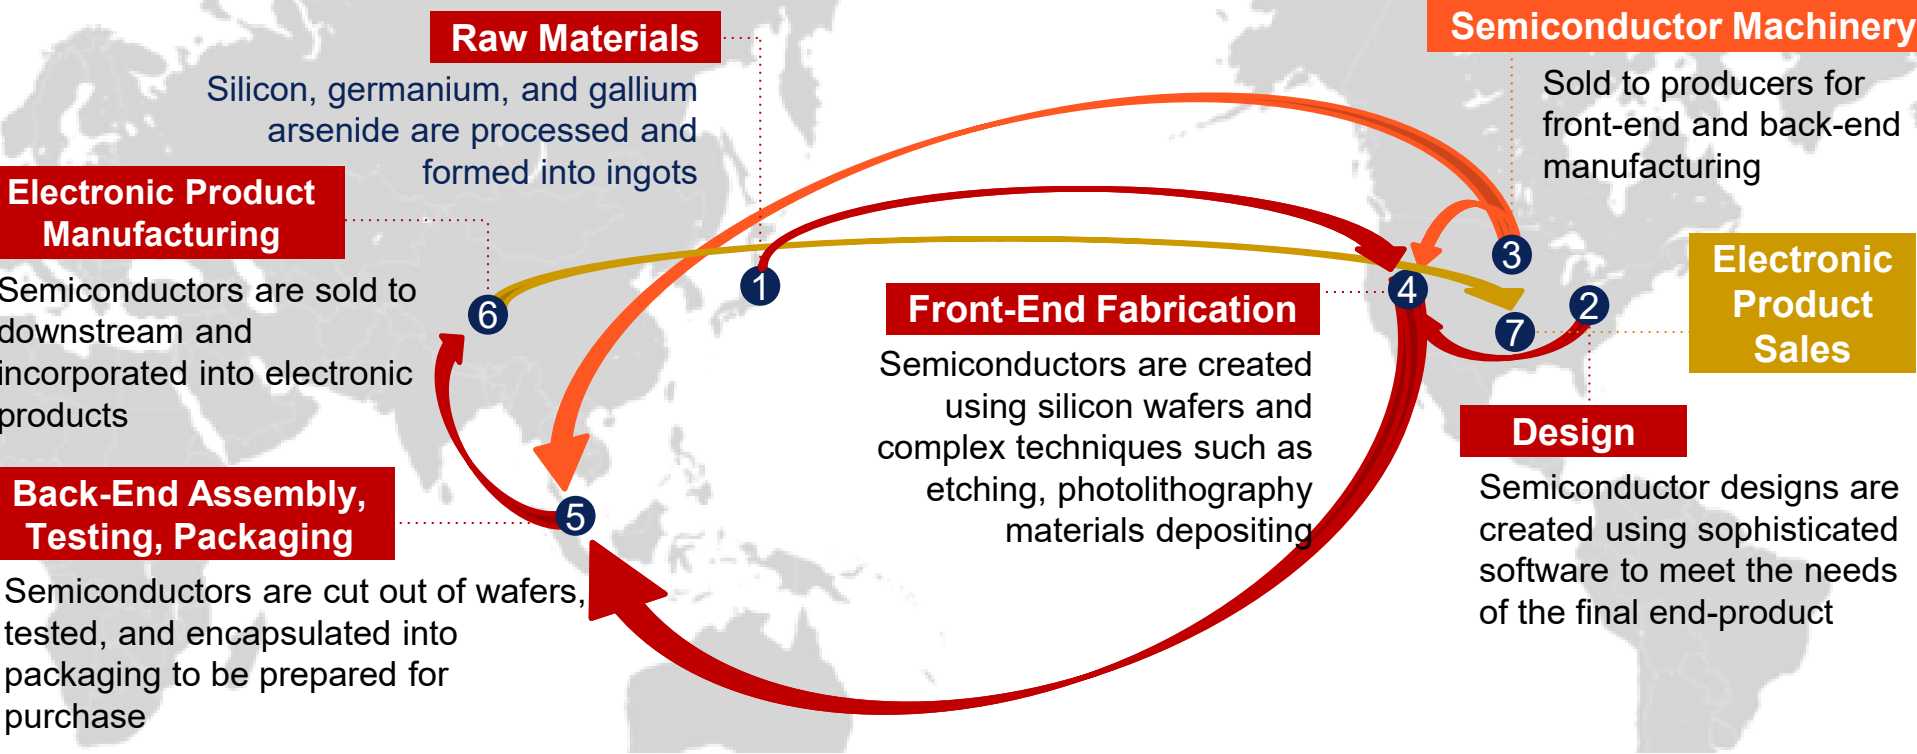 Raw Materials
Silicon, germanium, and gallium
arsenide are processed and
formed into ingots
Semiconductor Machinery
Sold to producers for
front-end and back-end
manufacturing
Electronic Product
Manufacturing
Semiconductors are sold to
downstream and
incorporated into electronic
products
1
2
3
4
5
6
7
Front-End Fabrication
Semiconductors are created
using silicon wafers and
complex techniques such as
etching, photolithography
materials depositing
Electronic
Product
Sales
Design
Semiconductor designs are
created using sophisticated
software to meet the needs
of the final end-product
Back-End Assembly,
Testing, Packaging
Semiconductors are cut out of wafers,
tested, and encapsulated into
packaging to be prepared for
purchase